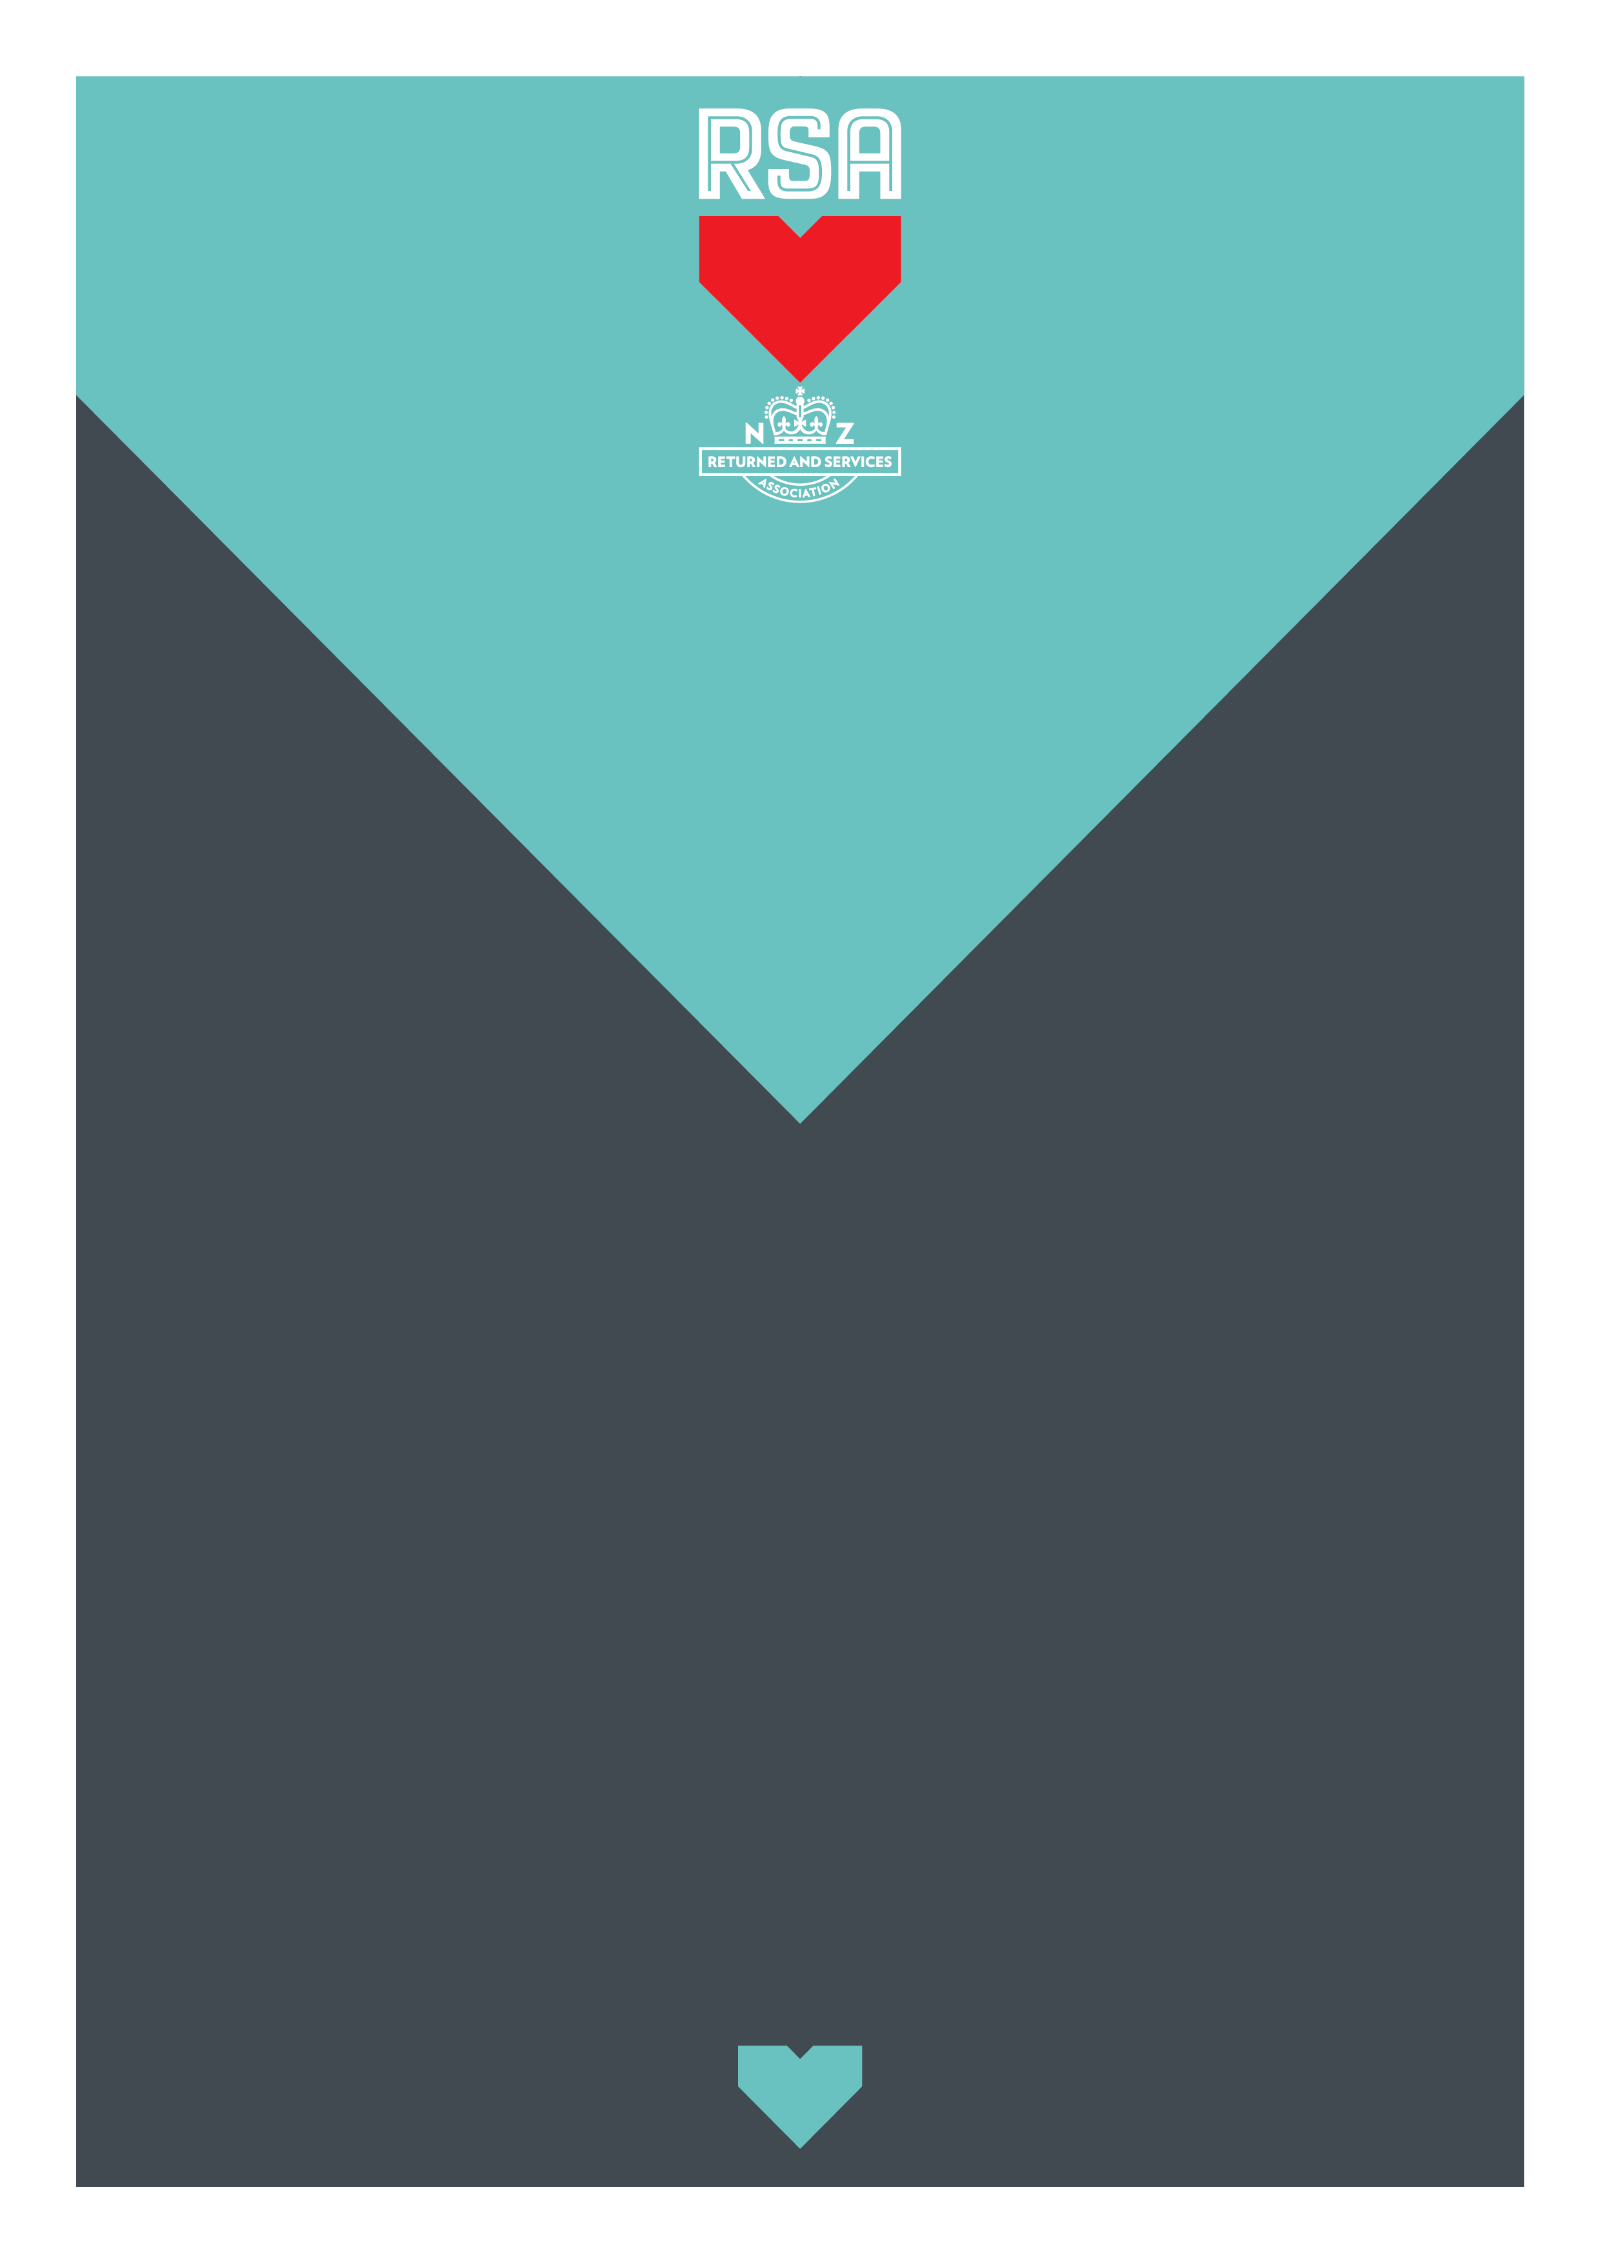 RSA
N Z
RETURNED AND SERVICES
ASSOCIATION